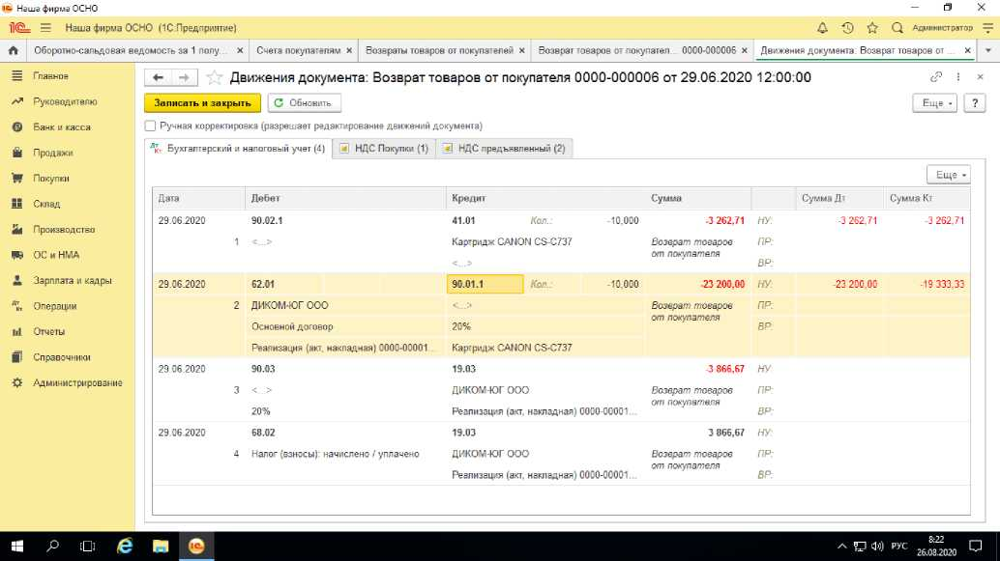 Наша фирма ОСНО
Наша фирма ОСНО (1С:Предприятие)
Администратор
Оборотно-сальдовая ведомость за 1 полу... ×
Счета покупателям ×
Возвраты товаров от покупателей ×
Возврат товаров от покупател... 0000-000006 ×
Движения документа: Возврат товаров от ... ×
Главное
Руководителю
Банк и касса
Продажи
Покупки
Склад
Производство
ОС и НМА
Зарплата и кадры
Операции
Отчеты
Справочники
Администрирование
Движения документа: Возврат товаров от покупателя 0000-000006 от 29.06.2020 12:00:00
Записать и закрыть
Обновить
Еще
?
Ручная корректировка (разрешает редактирование движений документа)
Бухгалтерский и налоговый учет (4)
НДС Покупки (1)
НДС предъявленный (2)
Еще
Дата Дебет Кредит Сумма Сумма Дт Сумма Кт
29.06.2020 90.02.1 41.01 Кол.: -10,000 -3 262,71 НУ: -3 262,71 -3 262,71
1 <...> Картридж CANON CS-C737 Возврат товаров от покупателя ПР:
<...> ВР:
29.06.2020 62.01 90.01.1 Кол.: -10,000 -23 200,00 НУ: -23 200,00 -19 333,33
2 ДИКОМ-ЮГ ООО <...> Возврат товаров от покупателя ПР:
Основной договор 20% ВР:
Реализация (акт, накладная) 0000-00001... Картридж CANON CS-C737
29.06.2020 90.03 19.03 -3 866,67 НУ:
3 <...> ДИКОМ-ЮГ ООО Возврат товаров от покупателя ПР:
20% Реализация (акт, накладная) 0000-00001... ВР:
29.06.2020 68.02 19.03 3 866,67 НУ:
4 Налог (взносы): начислено / уплачено ДИКОМ-ЮГ ООО Возврат товаров от покупателя ПР:
Реализация (акт, накладная) 0000-00001... ВР:
РУС
8:22
26.08.2020